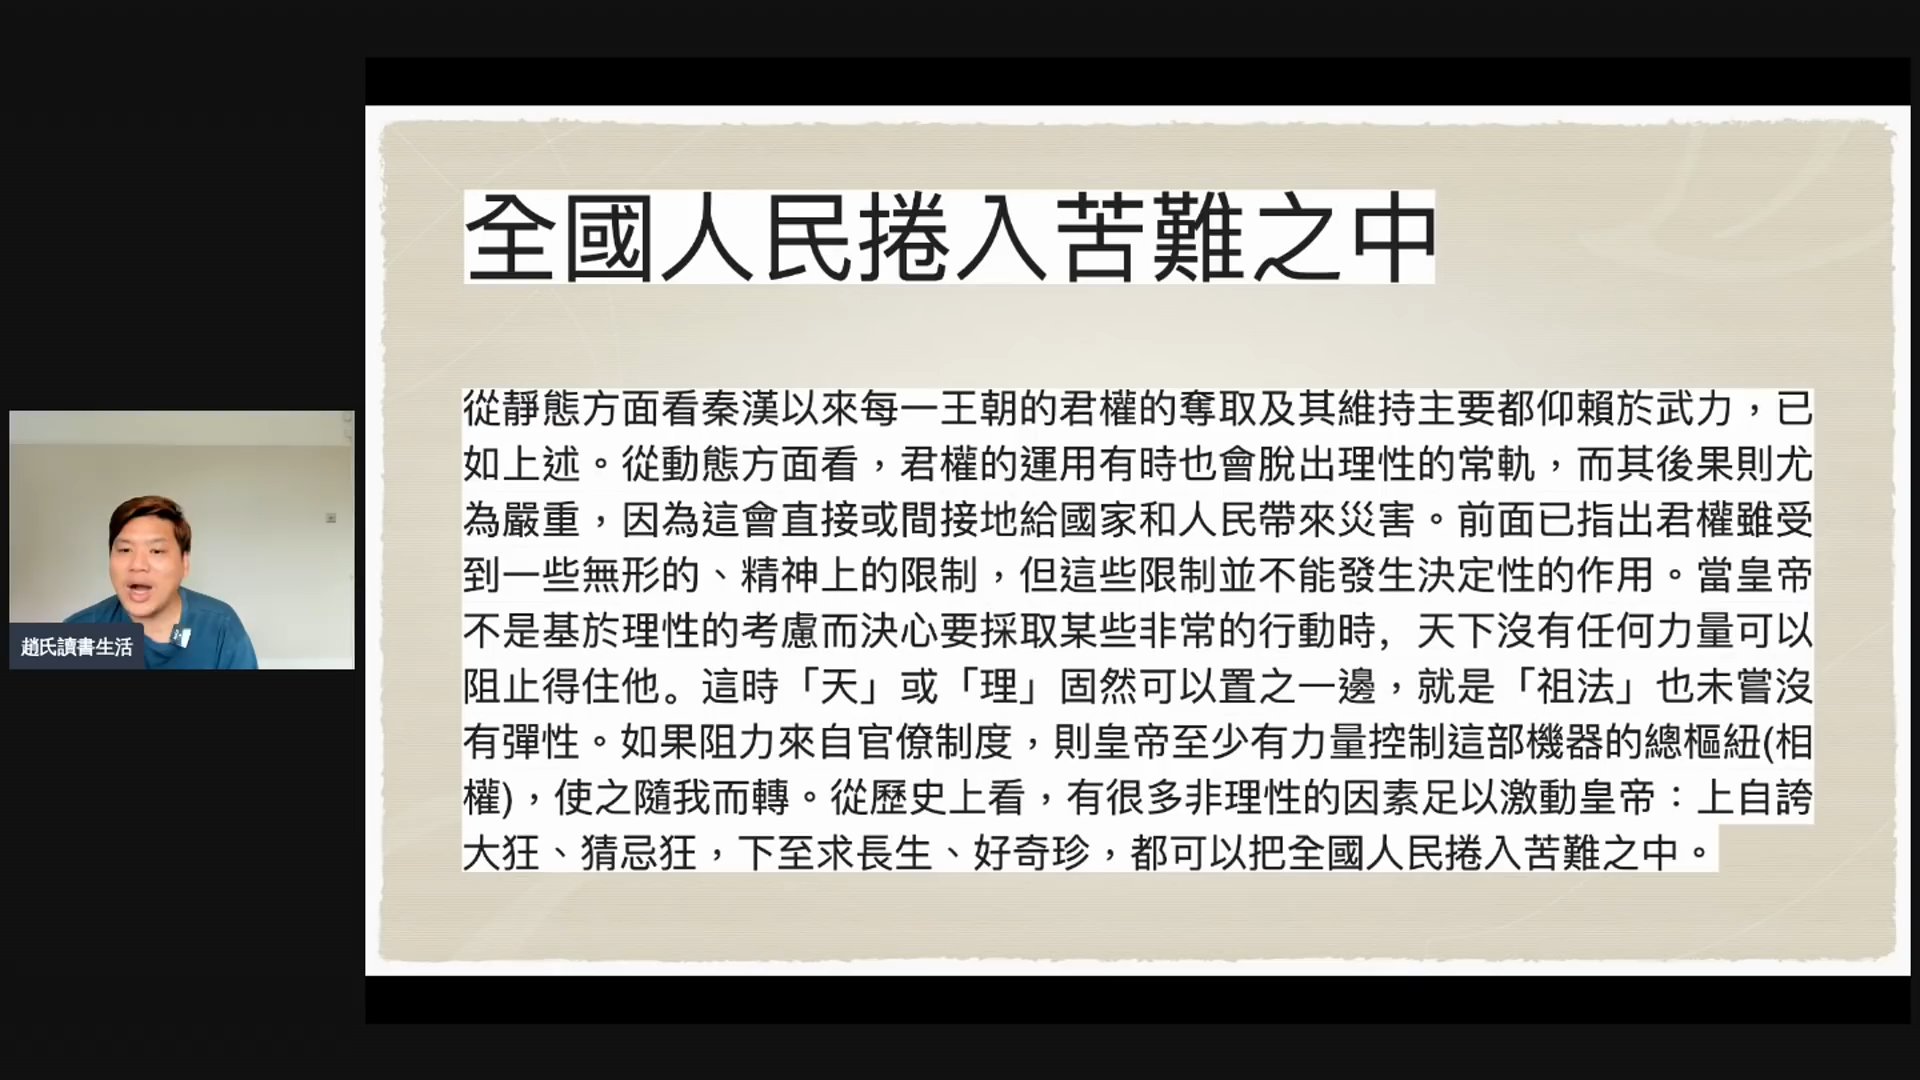 全國人民捲入苦難之中
從靜態方面看秦漢以來每一王朝的君權的奪取及其維持主要都仰賴於武力，已
如上述。從動態方面看，君權的運用有時也會脫出理性的常軌，而其後果則尤
為嚴重，因為這會直接或間接地給國家和人民帶來災害。前面已指出君權雖受
到一些無形的、精神上的限制，但這些限制並不能發生決定性的作用。當皇帝
不是基於理性的考慮而決心要採取某些非常的行動時，天下沒有任何力量可以
阻止得住他。這時「天」或「理」固然可以置之一邊，就是「祖法」也未嘗沒
有彈性。如果阻力來自官僚制度，則皇帝至少有力量控制這部機器的總樞紐(相
權)，使之隨我而轉。從歷史上看，有很多非理性的因素足以激動皇帝：上自誇
大狂、猜忌狂，下至求長生、好奇珍，都可以把全國人民捲入苦難之中。
趙氏讀書生活